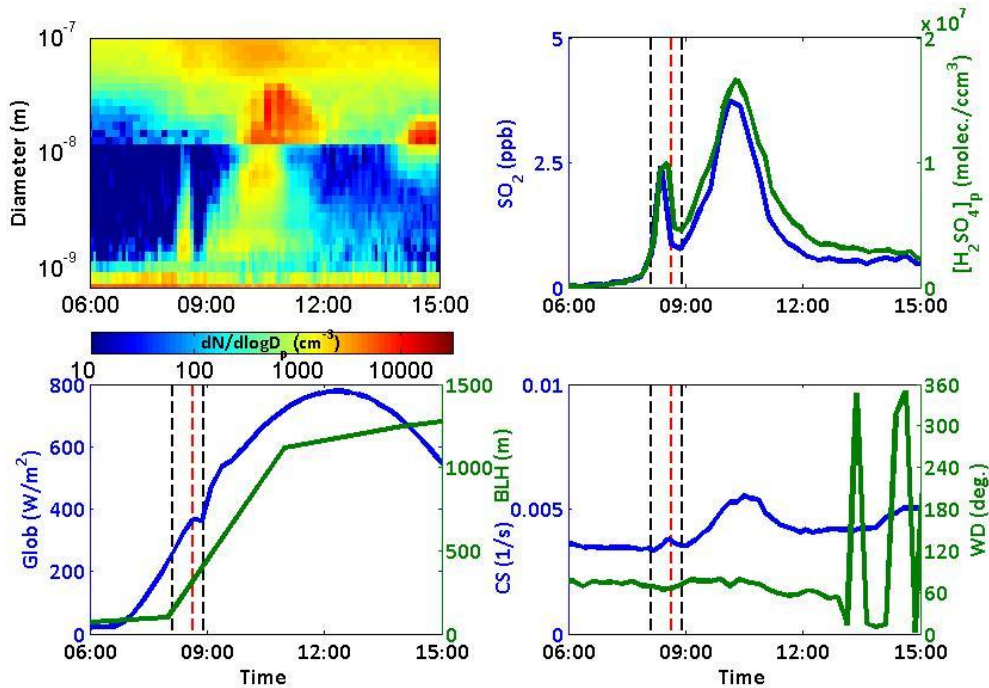 10^-7
Diameter (m)
10^-8
10^-9
06:00 09:00 12:00 15:00
5
SO2 (ppb)
2.5
0
x 10^7
2
[H2SO4]p (molec./ccm^3)
1
0
06:00 09:00 12:00 15:00
dN/dlogDp (cm^-3)
10 100 1000 10000
800
Glob (W/m^2)
600
400
200
0
1500
BLH (m)
1000
500
0
06:00 09:00 12:00 15:00
Time
0.01
CS (1/s)
0.005
0
360
WD (deg.)
300
240
180
120
60
0
06:00 09:00 12:00 15:00
Time